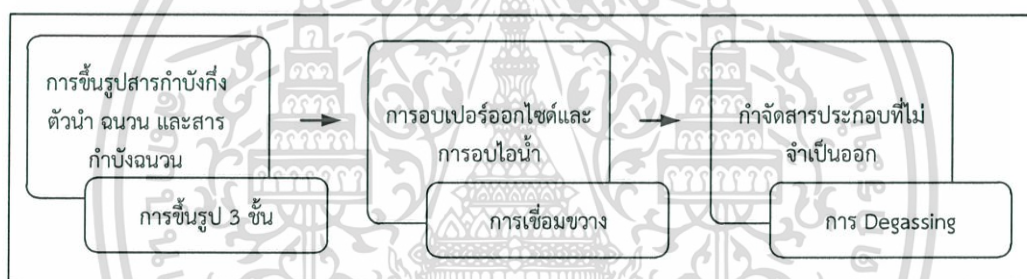 การขึ้นรูปสารกำบังกึ่ง
ตัวนำ ฉนวน และสาร
กำบังฉนวน
การขึ้นรูป 3 ชั้น
การอบเปอร์ออกไซด์และ
การอบไอน้ำ
การเชื่อมขวาง
กำจัดสารประกอบที่ไม่
จำเป็นออก
การ Degassing